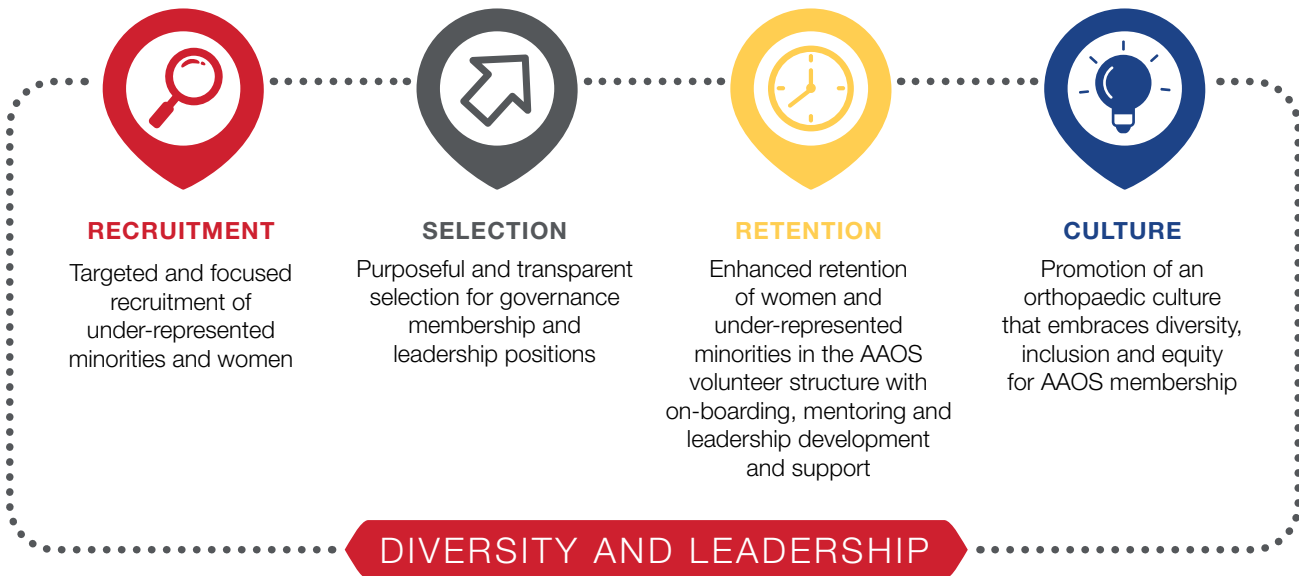 RECRUITMENT
Targeted and focused
recruitment of
under-represented
minorities and women
SELECTION
Purposeful and transparent
selection for governance
membership and
leadership positions
RETENTION
Enhanced retention
of women and
under-represented
minorities in the AAOS
volunteer structure with
on-boarding, mentoring and
leadership development
and support
CULTURE
Promotion of an
orthopaedic culture
that embraces diversity,
inclusion and equity
for AAOS membership
DIVERSITY AND LEADERSHIP